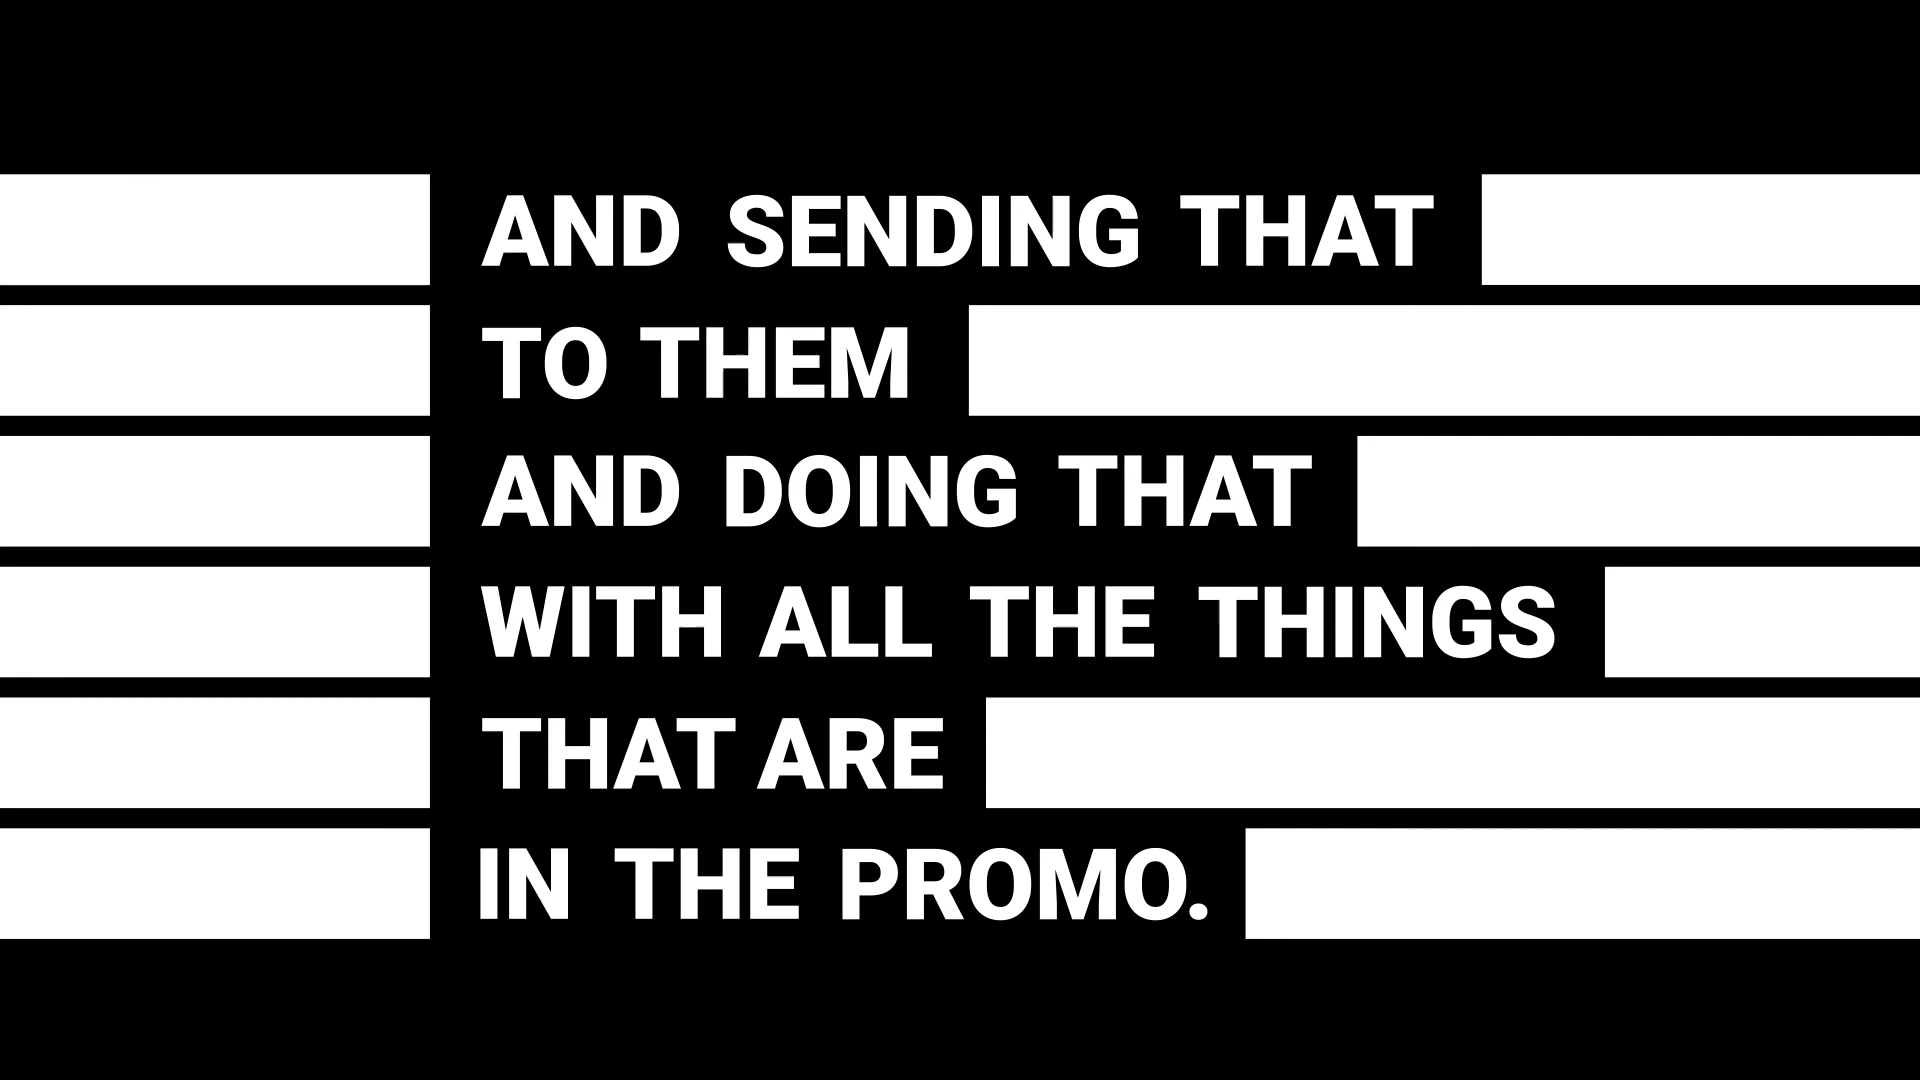 AND SENDING THAT
TO THEM
AND DOING THAT
WITH ALL THE THINGS
THAT ARE
IN THE PROMO.